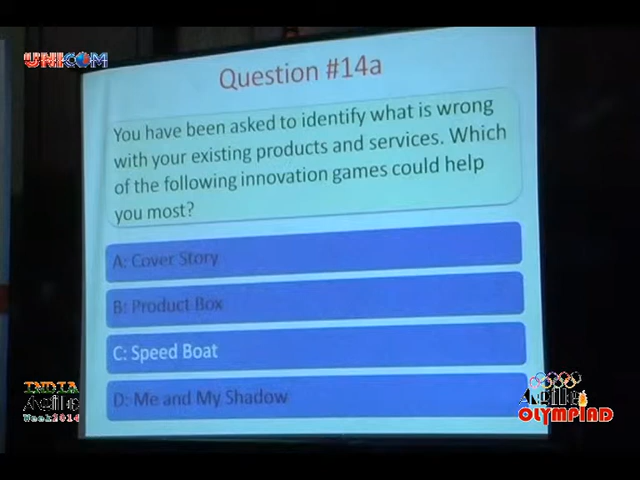 UNICOM
Question #14a
You have been asked to identify what is wrong
with your existing products and services. Which
of the following innovation games could help
you most?
A: Cover Story
B: Product Box
C: Speed Boat
D: Me and My Shadow
INDIA
Agile
Week2014
Agile
OLYMPIAD